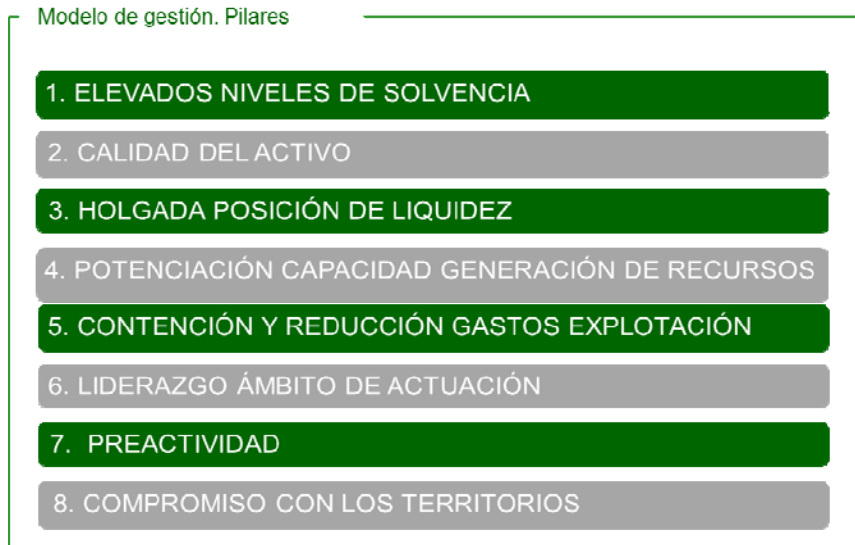 Modelo de gestión. Pilares
1. ELEVADOS NIVELES DE SOLVENCIA
2. CALIDAD DEL ACTIVO
3. HOLGADA POSICIÓN DE LIQUIDEZ
4. POTENCIACIÓN CAPACIDAD GENERACIÓN DE RECURSOS
5. CONTENCIÓN Y REDUCCIÓN GASTOS EXPLOTACIÓN
6. LIDERAZGO ÁMBITO DE ACTUACIÓN
7. PREACTIVIDAD
8. COMPROMISO CON LOS TERRITORIOS